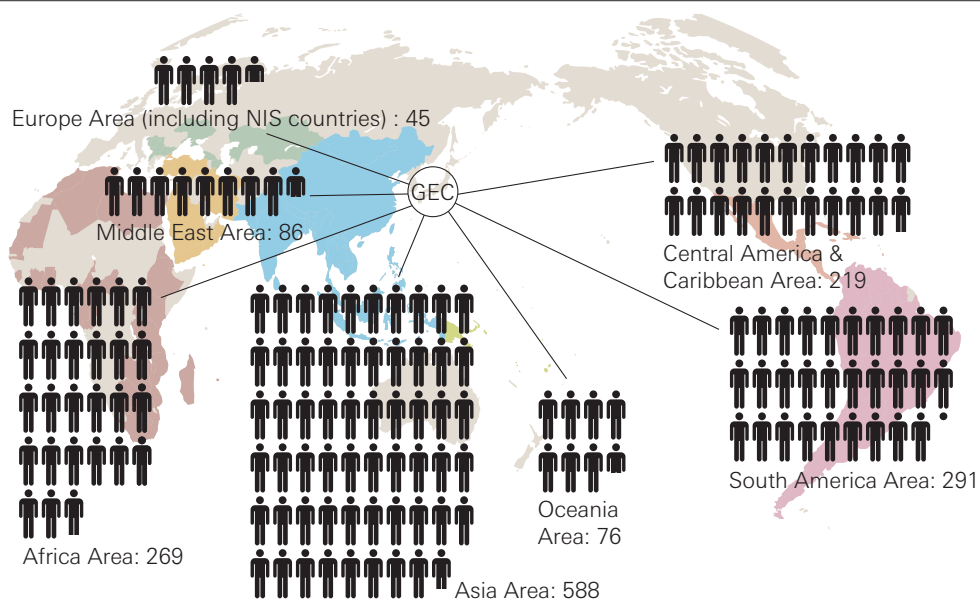 Europe Area (including NIS countries) : 45
GEC
Middle East Area: 86
Central America &
Caribbean Area: 219
South America Area: 291
Oceania
Area: 76
Africa Area: 269
Asia Area: 588